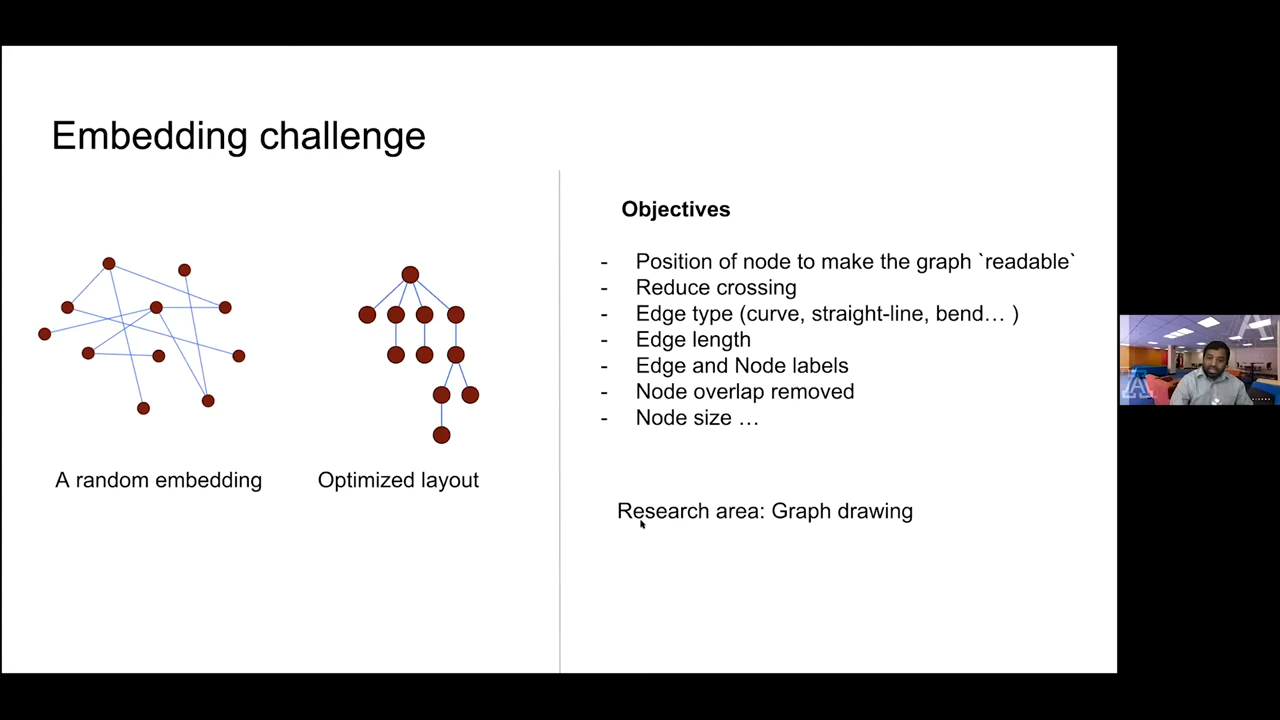 Embedding challenge
A random embedding
Optimized layout
Objectives
- Position of node to make the graph `readable`
- Reduce crossing
- Edge type (curve, straight-line, bend… )
- Edge length
- Edge and Node labels
- Node overlap removed
- Node size …
Research area: Graph drawing
A
A